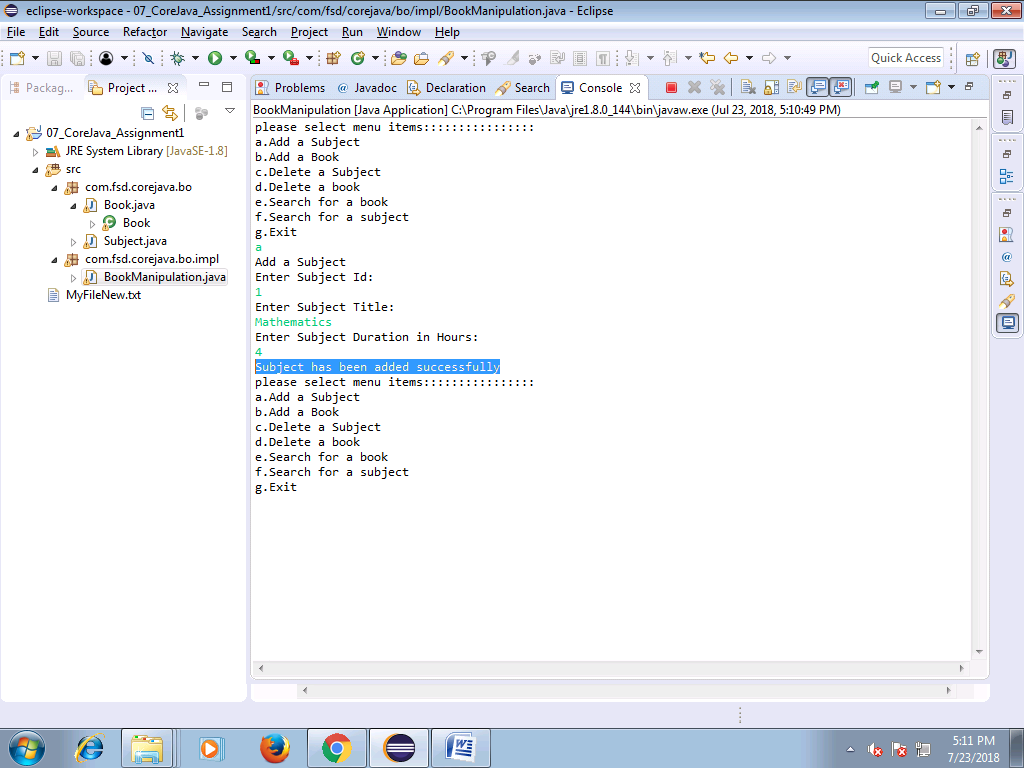 eclipse-workspace - 07_CoreJava_Assignment1/src/com/fsd/corejava/bo/impl/BookManipulation.java - Eclipse
File Edit Source Refactor Navigate Search Project Run Window Help
Quick Access
Packag... Project ...
Problems @ Javadoc Declaration Search Console
07_CoreJava_Assignment1
JRE System Library [JavaSE-1.8]
src
com.fsd.corejava.bo
Book.java
Book
Subject.java
com.fsd.corejava.bo.impl
BookManipulation.java
MyFileNew.txt
BookManipulation [Java Application] C:\Program Files\Java\jre1.8.0_144\bin\javaw.exe (Jul 23, 2018, 5:10:49 PM)
please select menu items::::::::::::::::
a.Add a Subject
b.Add a Book
c.Delete a Subject
d.Delete a book
e.Search for a book
f.Search for a subject
g.Exit
a
Add a Subject
Enter Subject Id:
1
Enter Subject Title:
Mathematics
Enter Subject Duration in Hours:
4
Subject has been added successfully
please select menu items::::::::::::::::
a.Add a Subject
b.Add a Book
c.Delete a Subject
d.Delete a book
e.Search for a book
f.Search for a subject
g.Exit
5:11 PM
7/23/2018